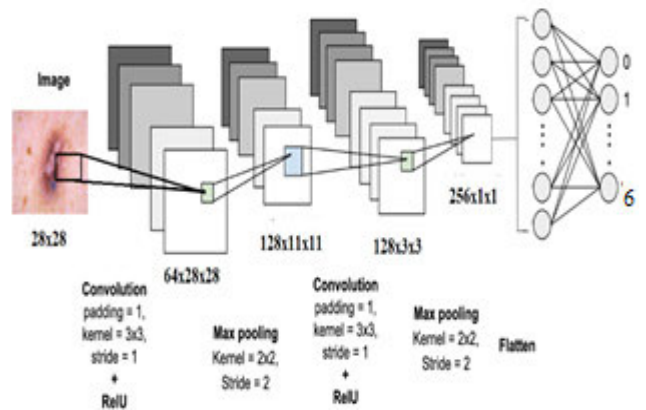 Image
28x28
64x28x28
128x11x11
128x3x3
256x1x1
0
1
6
Convolution
padding = 1,
kernel = 3x3,
stride = 1
+
RelU
Max pooling
Kernel = 2x2,
Stride = 2
Convolution
padding = 1,
kernel = 3x3,
stride = 1
+
RelU
Max pooling
Kernel = 2x2,
Stride = 2
Flatten